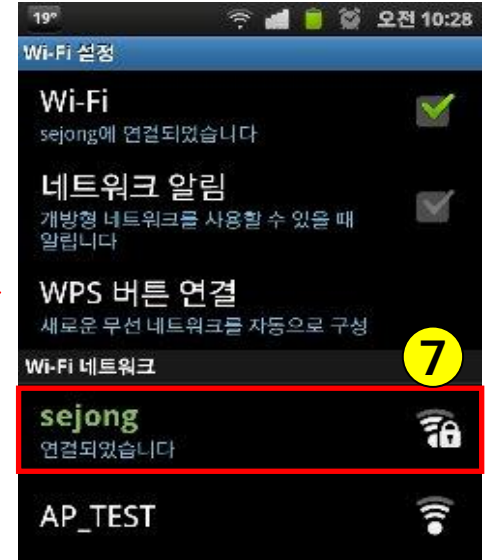 19° 오전 10:28
Wi-Fi 설정
Wi-Fi
sejong에 연결되었습니다
네트워크 알림
개방형 네트워크를 사용할 수 있을 때
알립니다
WPS 버튼 연결
새로운 무선 네트워크를 자동으로 구성
7
Wi-Fi 네트워크
sejong
연결되었습니다
AP_TEST